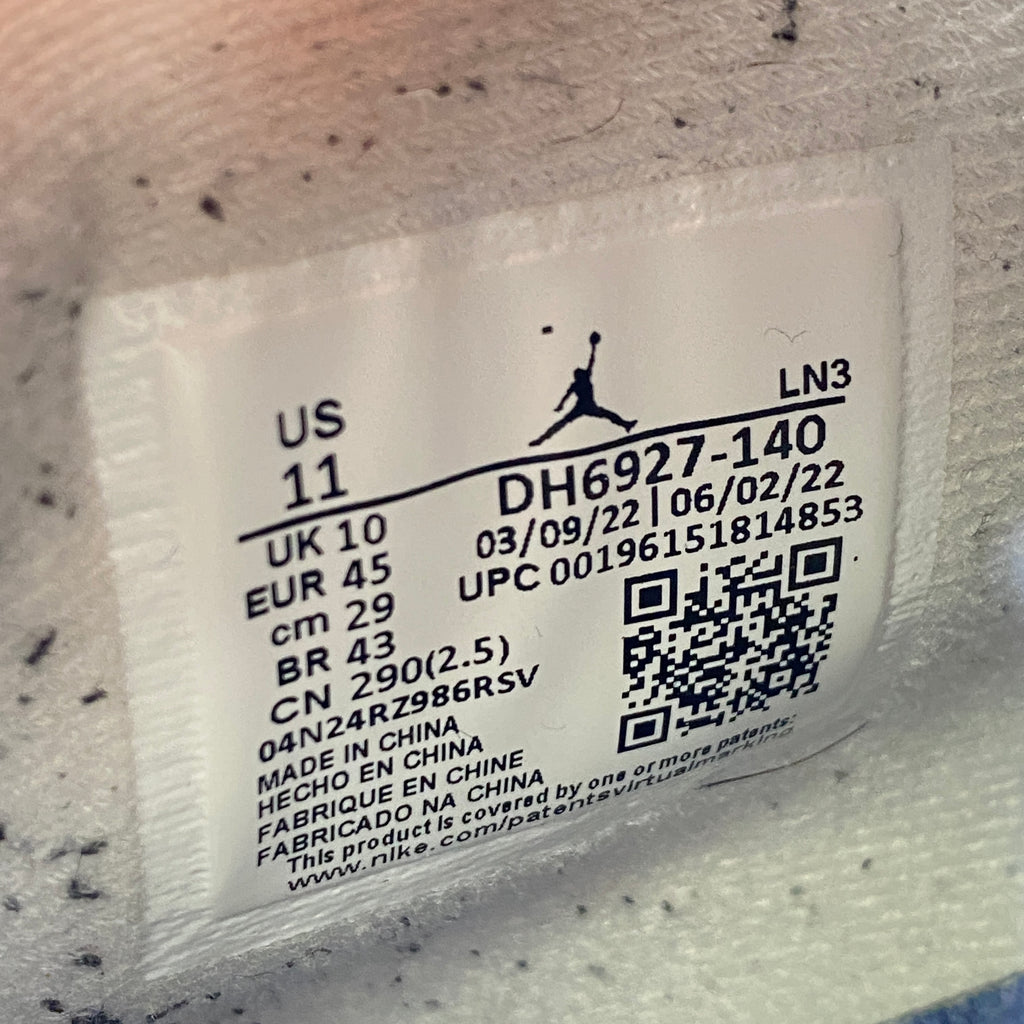 US
11
LN3
UK 10
EUR 45
cm 29
BR 43
CN 290(2.5)
04N24RZ986RSV
MADE IN CHINA
HECHO EN CHINA
FABRIQUE EN CHINE
FABRICADO NA CHINA
DH6927-140
03/09/22 | 06/02/22
UPC 00196151814853
This product is covered by one or more patents:
www.nike.com/patentsvirtualmarking